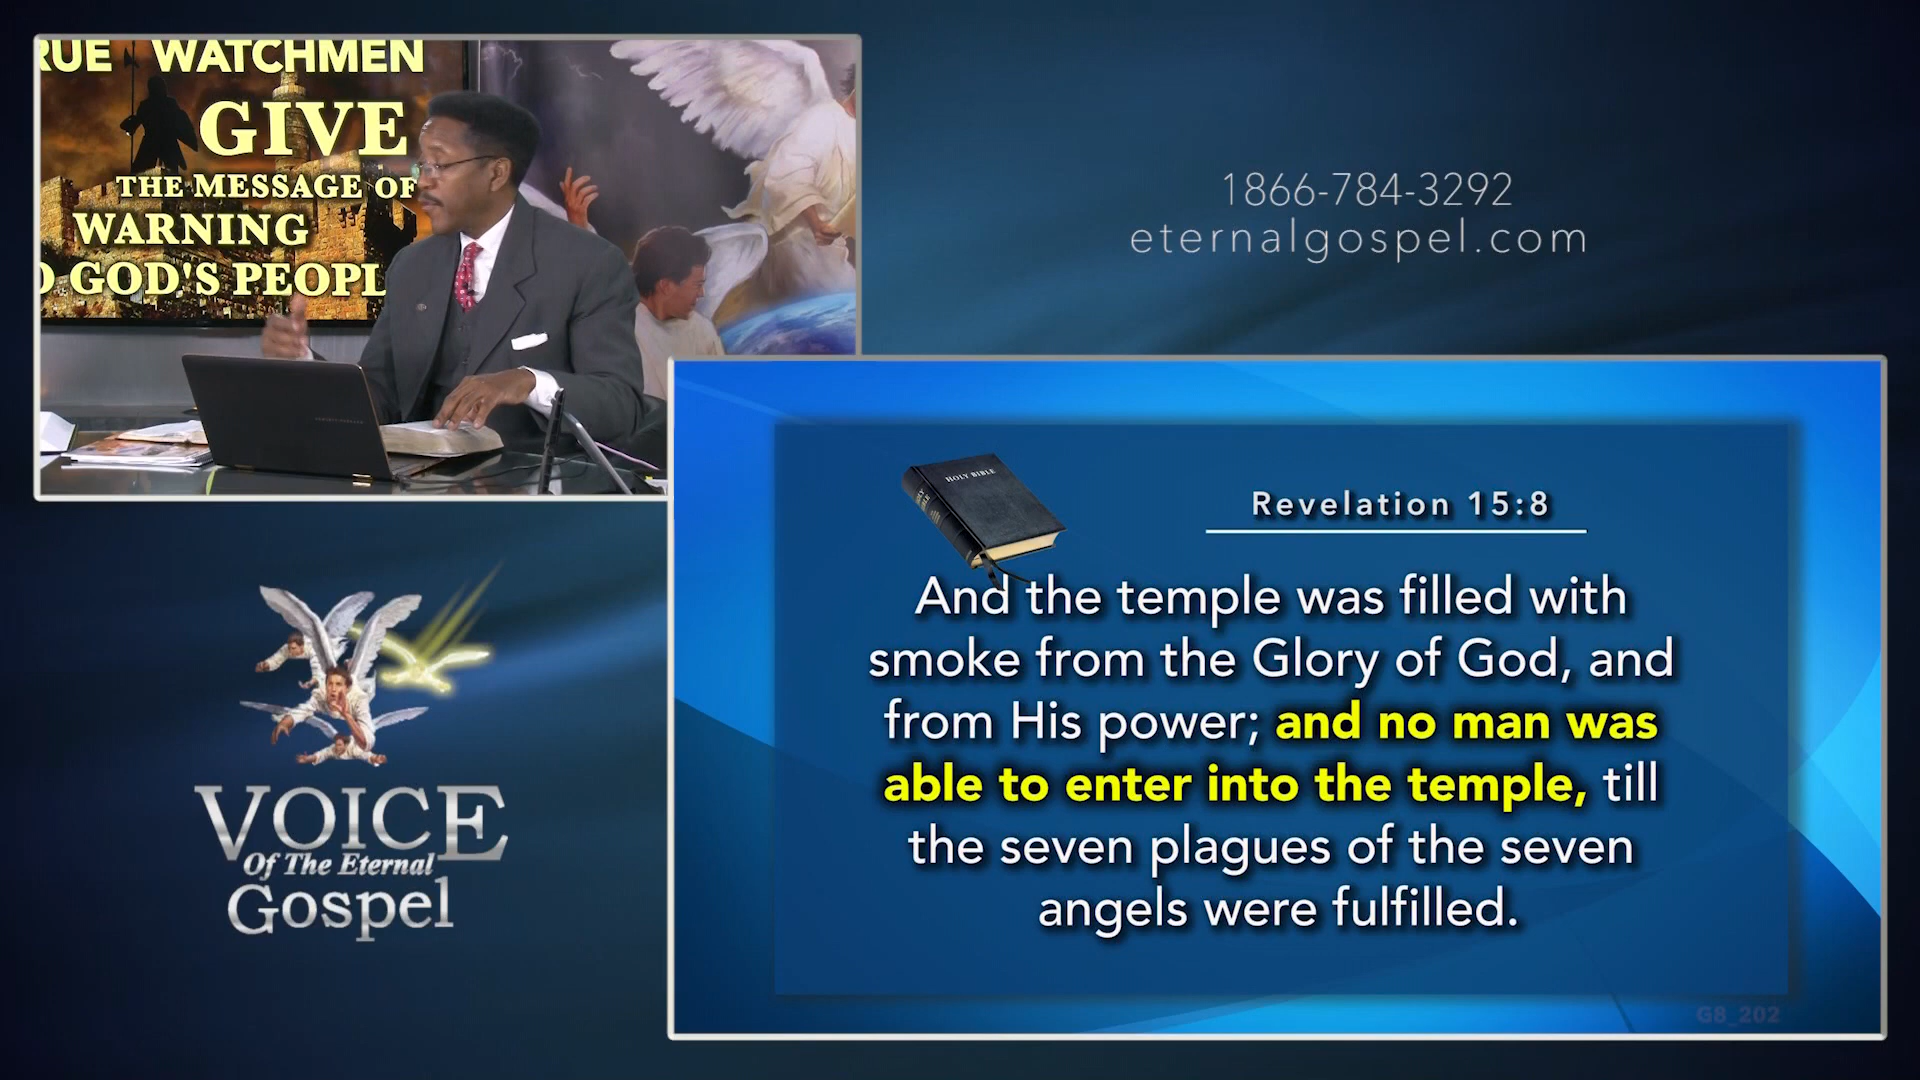 RUE WATCHMEN
GIVE
THE MESSAGE OF
WARNING
O GOD'S PEOPL
1866-784-3292
eternalgospel.com
HOLY BIBLE
Revelation 15:8
And the temple was filled with
smoke from the Glory of God, and
from His power; and no man was
able to enter into the temple, till
the seven plagues of the seven
angels were fulfilled.
VOICE
Of The Eternal
Gospel
G8_202